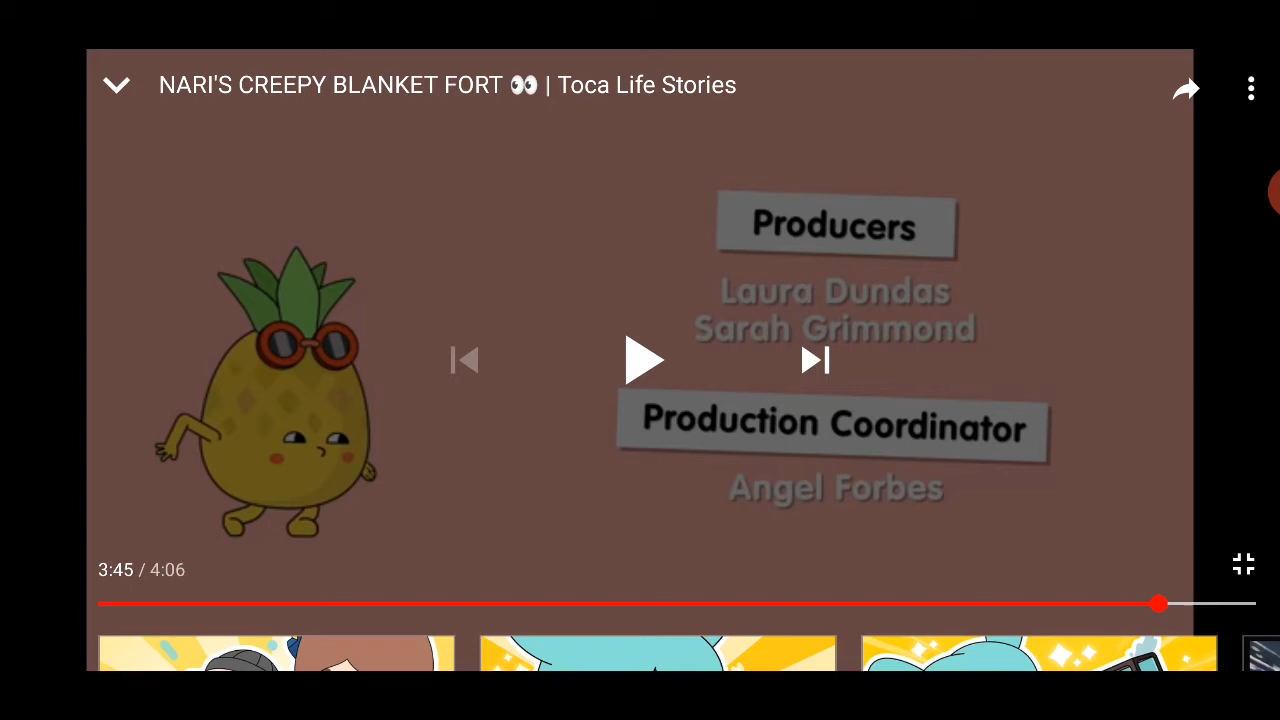 NARI'S CREEPY BLANKET FORT 👀 | Toca Life Stories
Producers
Laura Dundas
Sarah Grimmond
Production Coordinator
Angel Forbes
3:45 / 4:06